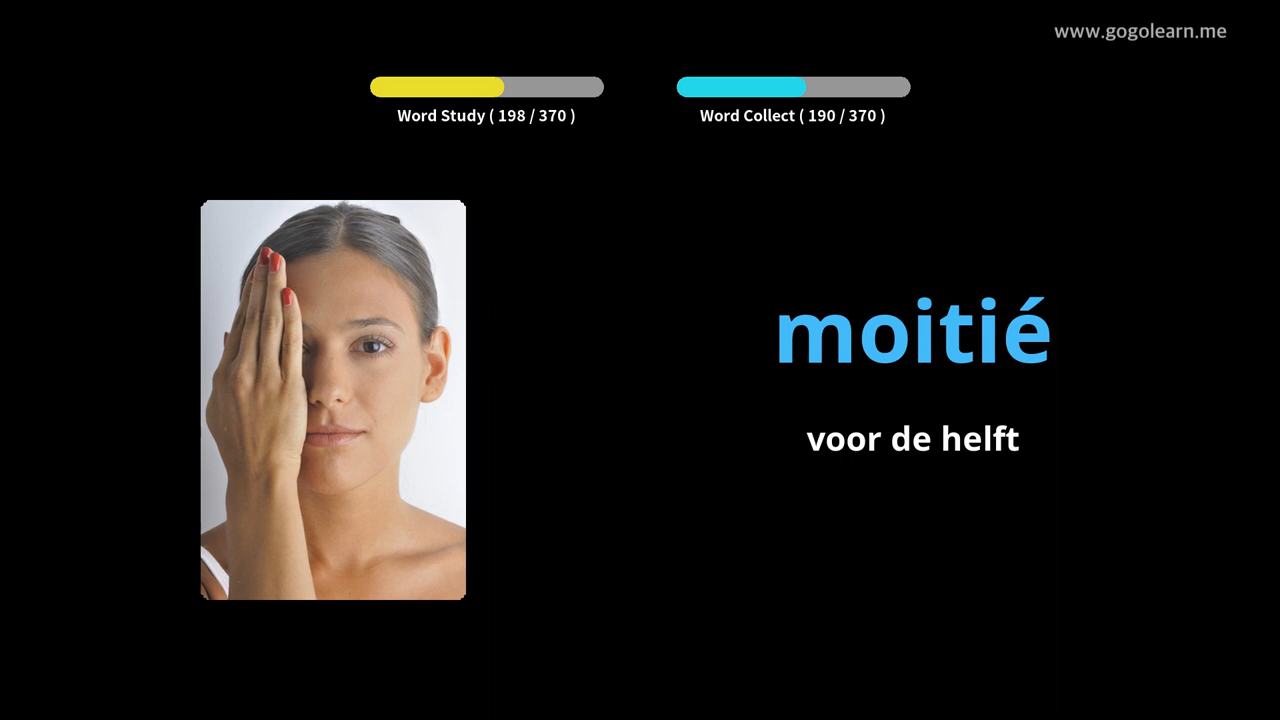 www.gogolearn.me
Word Study ( 198 / 370 )
Word Collect ( 190 / 370 )
moitié
voor de helft